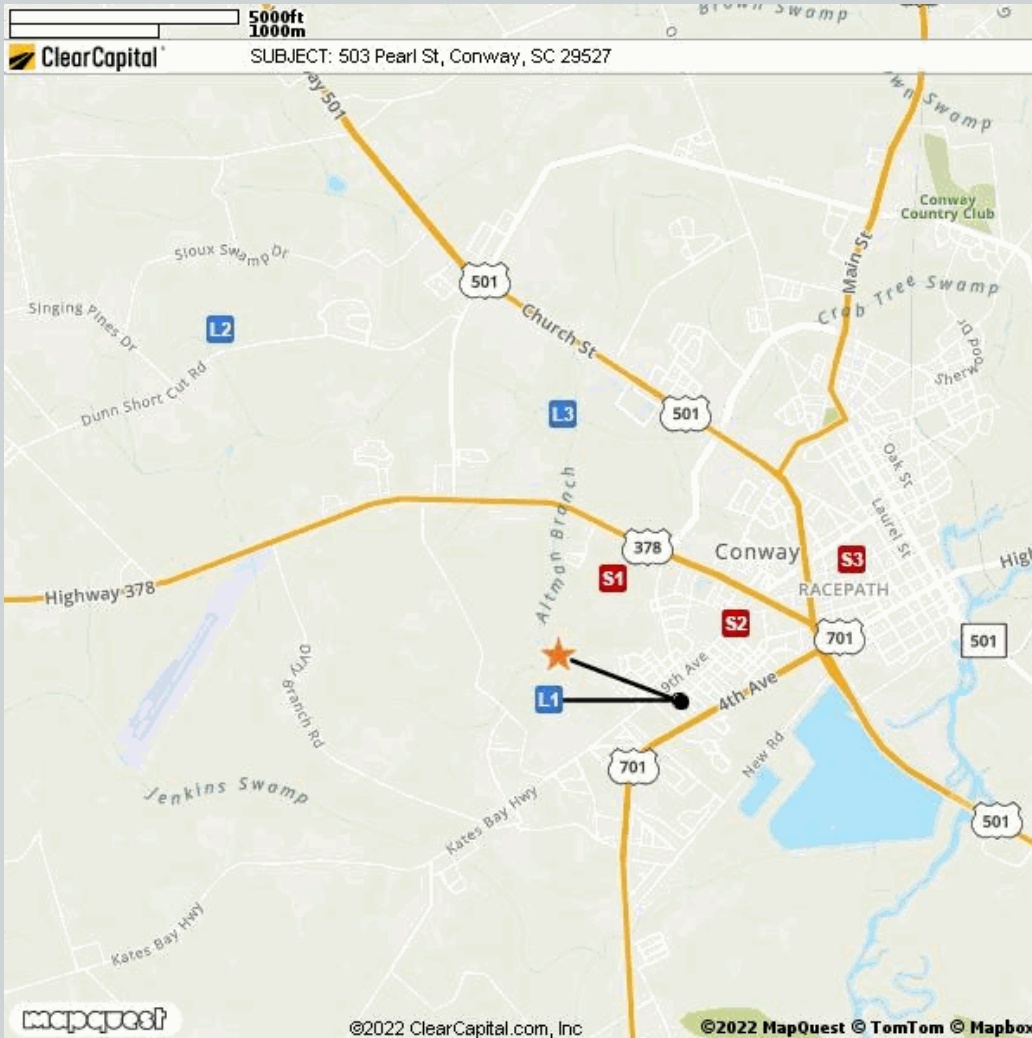 5000ft
1000m
Brown Swamp
ClearCapital
SUBJECT: 503 Pearl St, Conway, SC 29527
ay 501
own Swamp
Conway
Country Club
Sioux Swamp Dr
Main St
501
Crab Tree Swamp
Singing Pines Dr
L2
Church St
Sherwood Dr
Dunn Short Cut Rd
L3
501
Oak St
Altman Branch
Laurel St
378
Conway
S3
High
S1
RACEPATH
Highway 378
S2
701
501
9th Ave
Dry Branch Rd
L1
4th Ave
701
New Rd
Jenkins Swamp
Kates Bay Hwy
501
Kates Bay Hwy
mapquest
©2022 ClearCapital.com, Inc
©2022 MapQuest © TomTom © Mapbox